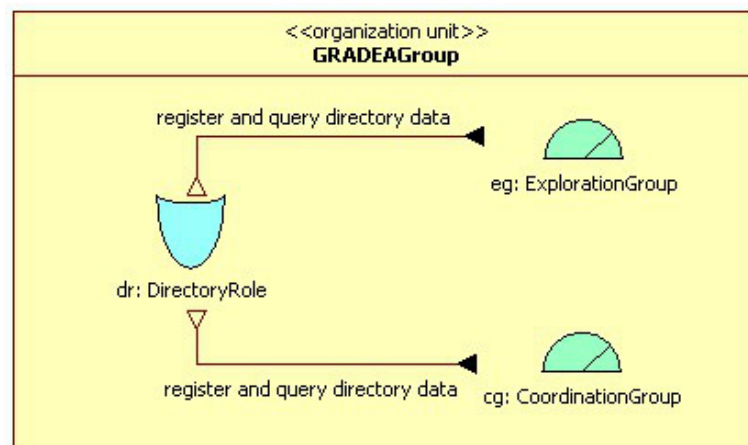 <<organization unit>>
GRADEAGroup
register and query directory data
eg: ExplorationGroup
dr: DirectoryRole
register and query directory data
cg: CoordinationGroup